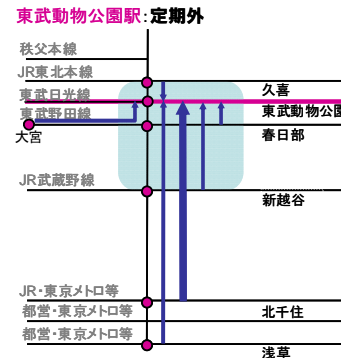 東武動物公園駅:定期外
秩父本線
JR東北本線
久喜
東武日光線
東武動物公園
東武野田線
大宮
春日部
JR武蔵野線
新越谷
JR・東京メトロ等
都営・東京メトロ等
北千住
都営・東京メトロ等
浅草